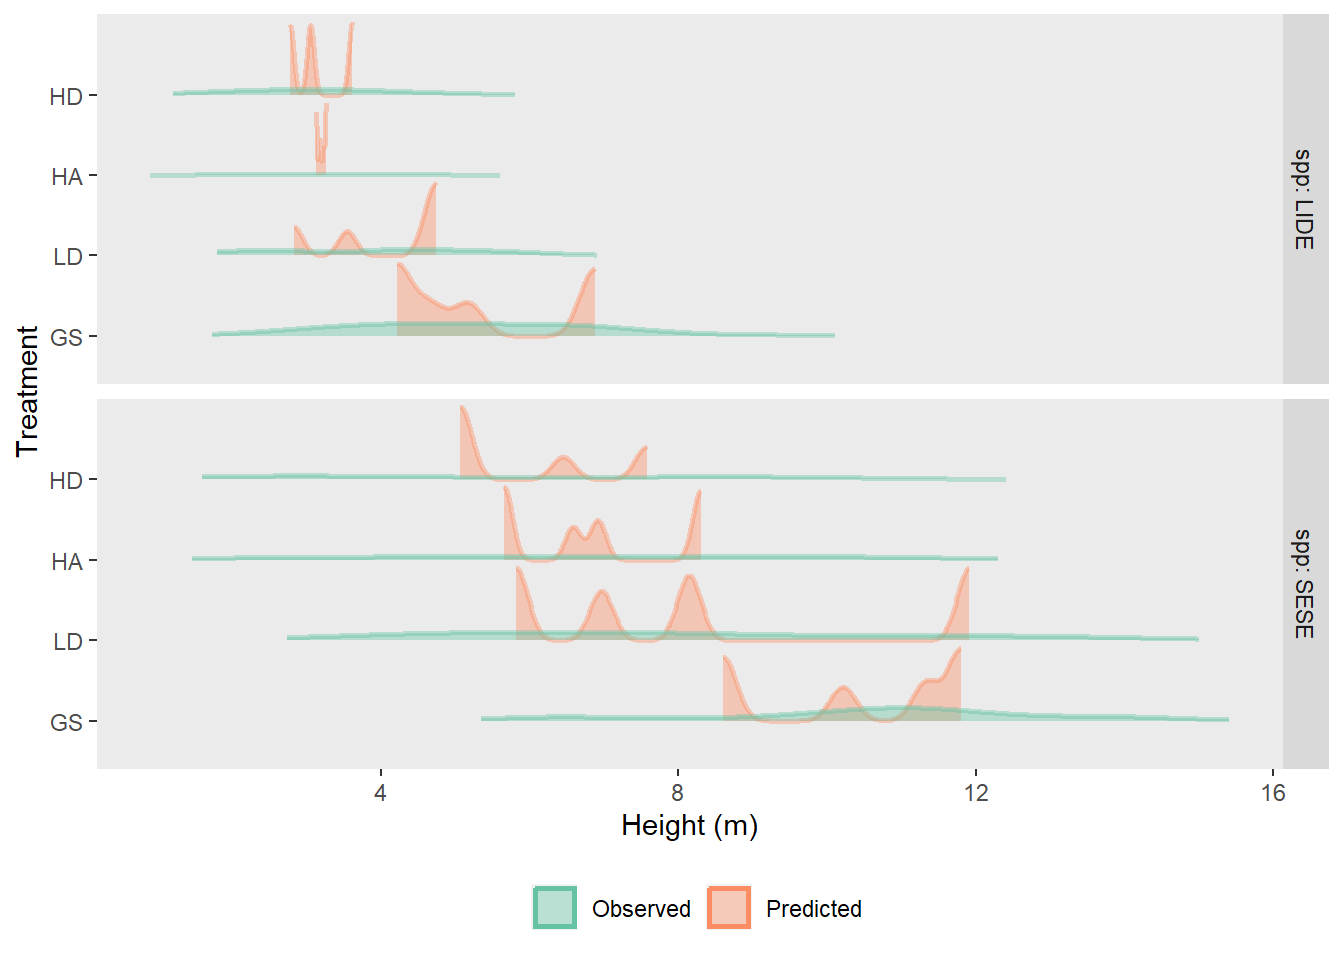 Treatment
HD
HA
LD
GS
spp: LIDE
HD
HA
LD
GS
spp: SESE
4 8 12 16
Height (m)
Observed Predicted